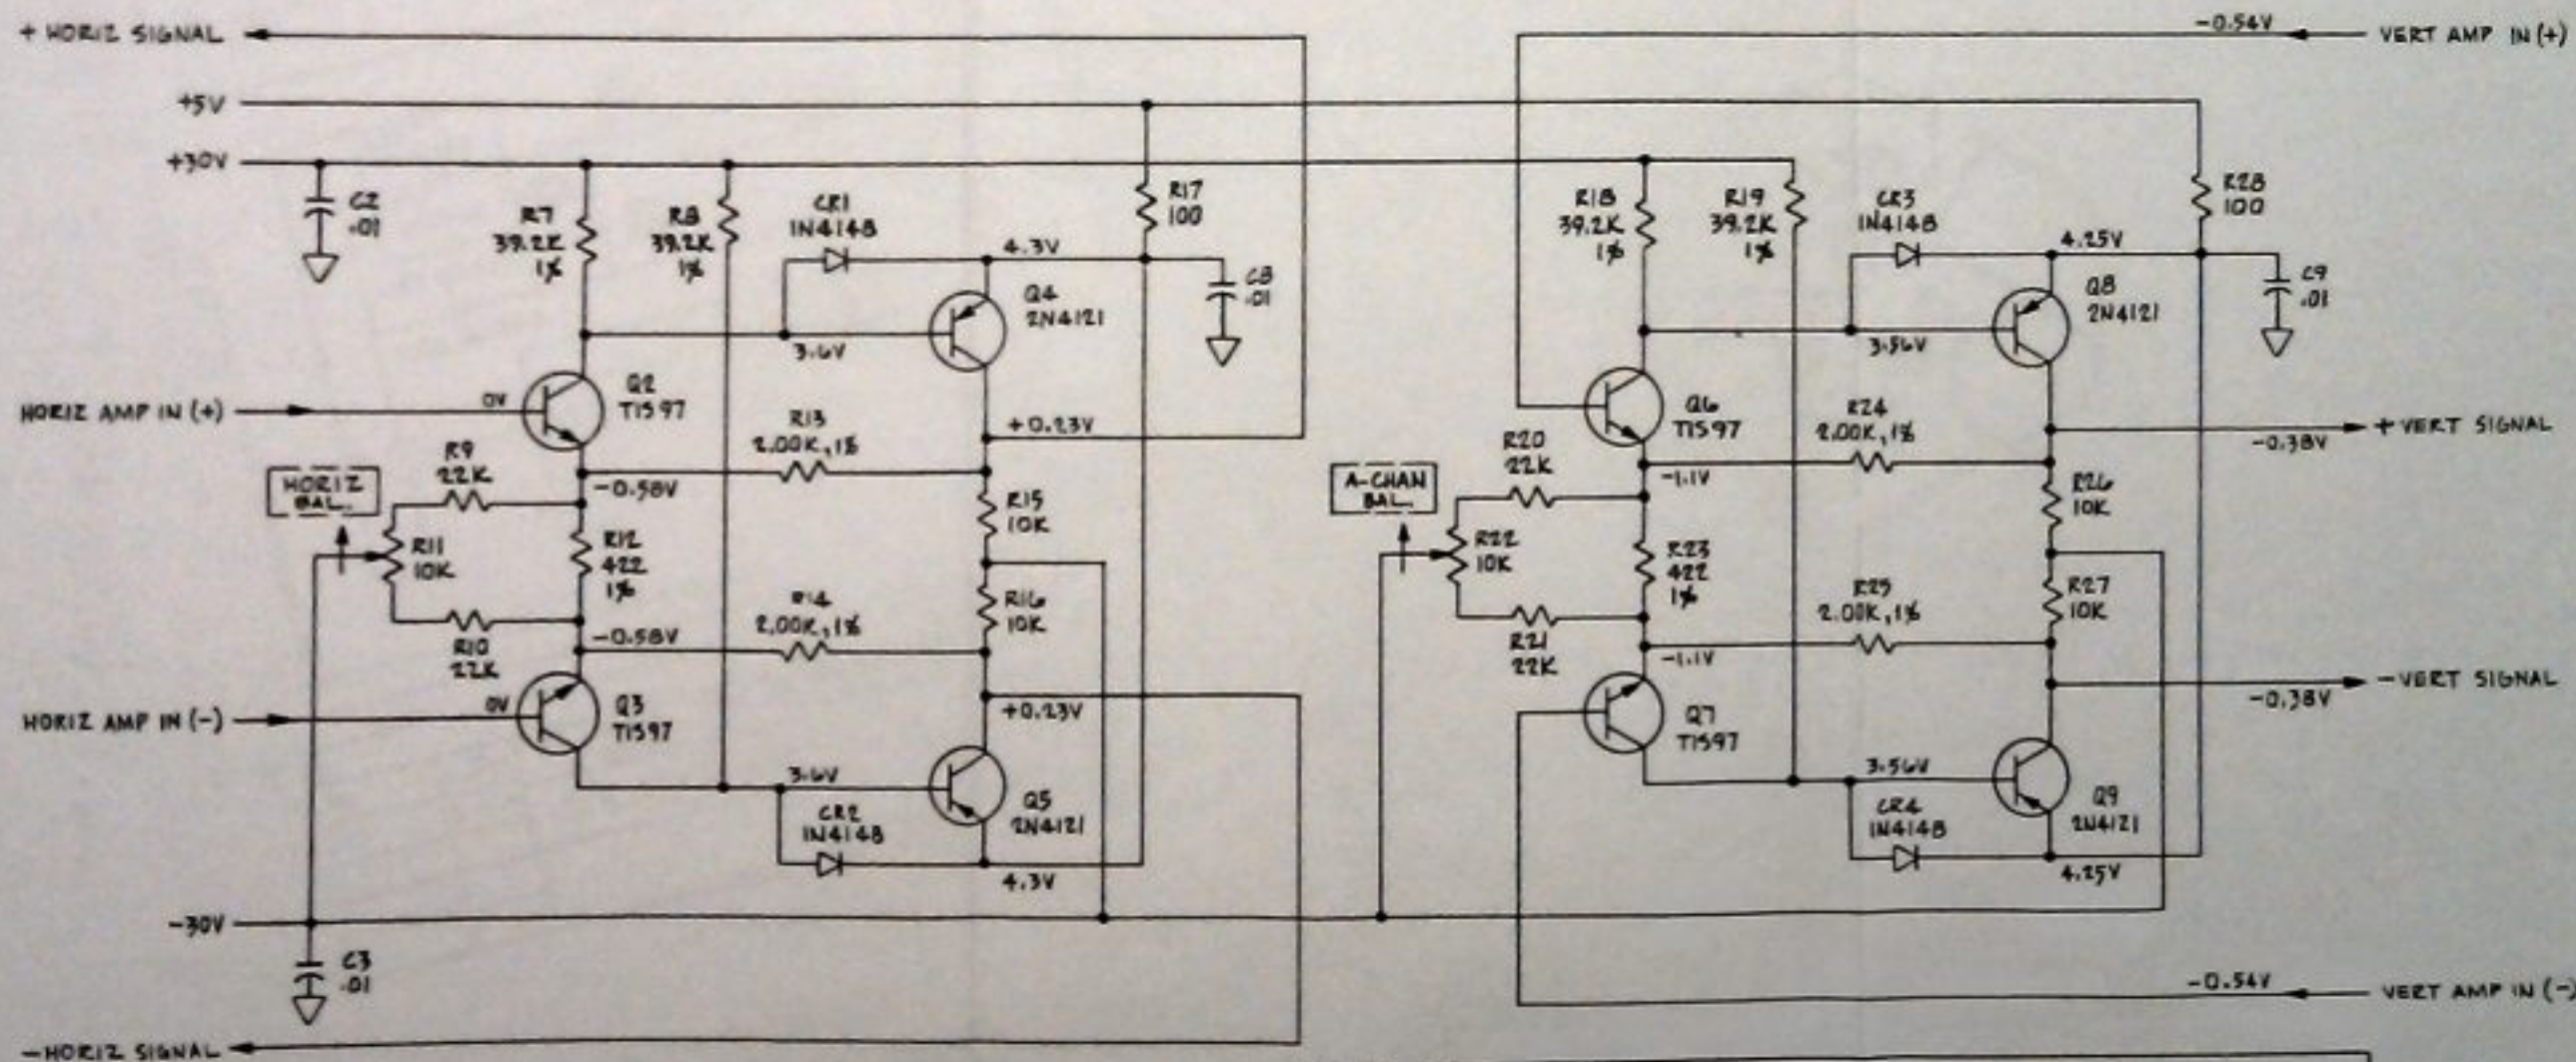 + HORIZ SIGNAL
-0.54V
VERT AMP IN (+)
+5V
+30V
C2
.01
R7
39.2K
1%
R8
39.2K
1%
CR1
1N4148
R17
100
4.3V
C8
.01
Q4
2N4121
3.6V
R18
39.2K
1%
R19
39.2K
1%
CR3
1N4148
R28
100
4.25V
C9
.01
Q8
2N4121
3.56V
HORIZ AMP IN (+)
0V
Q2
TIS97
R13
2.00K, 1%
+0.23V
-0.58V
Q6
TIS97
R24
2.00K, 1%
+ VERT SIGNAL
-0.38V
-1.1V
R9
22K
HORIZ
BAL.
R11
10K
R12
422
1%
R15
10K
R20
22K
A-CHAN
BAL.
R22
10K
R23
422
1%
R26
10K
R10
22K
-0.58V
R14
2.00K, 1%
R16
10K
R21
22K
-1.1V
R25
2.00K, 1%
R27
10K
HORIZ AMP IN (-)
0V
Q3
TIS97
+0.23V
3.6V
CR2
1N4148
Q5
2N4121
4.3V
Q7
TIS97
- VERT SIGNAL
-0.38V
3.56V
CR4
1N4148
Q9
2N4121
4.25V
-30V
C3
.01
-0.54V
VERT AMP IN (-)
- HORIZ SIGNAL